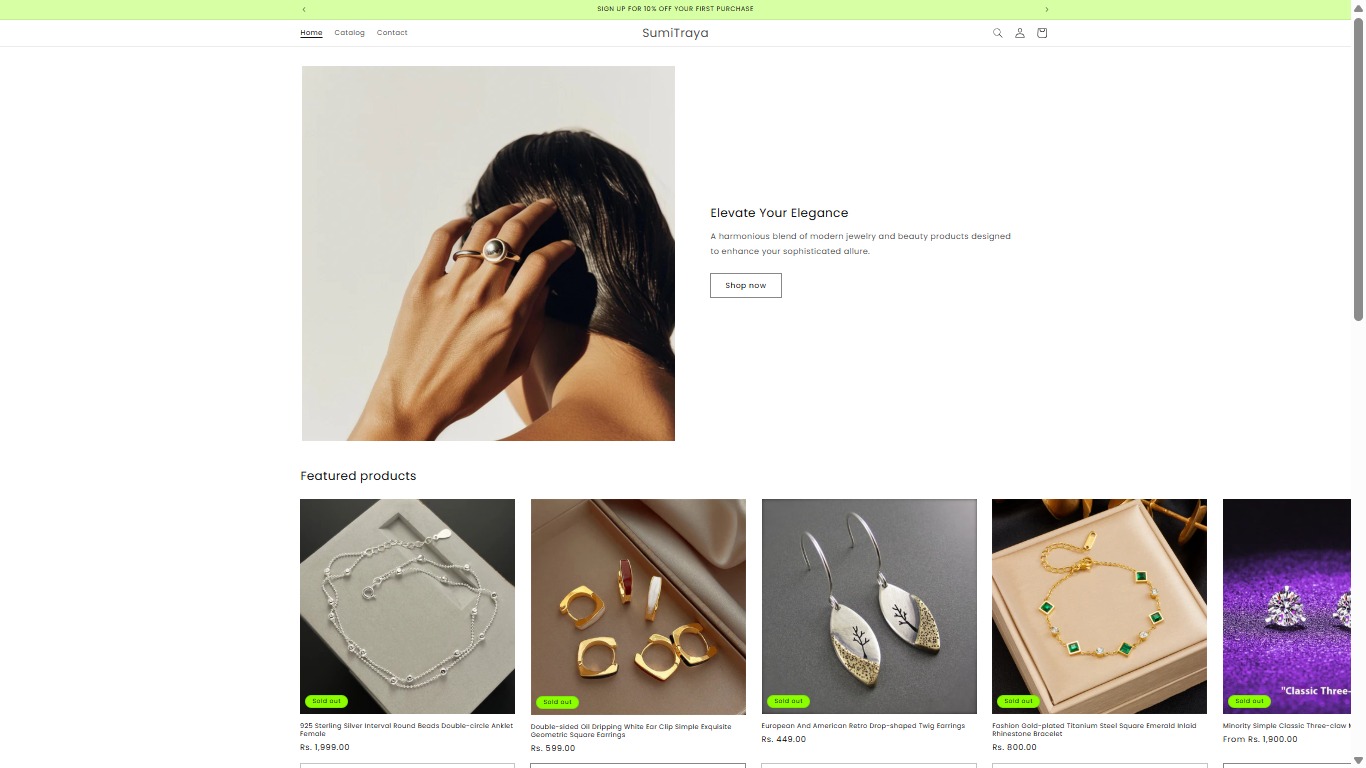 SIGN UP FOR 10% OFF YOUR FIRST PURCHASE
Home Catalog Contact
SumiTraya
Elevate Your Elegance
A harmonious blend of modern jewelry and beauty products designed
to enhance your sophisticated allure.
Shop now
Featured products
Sold out
925 Sterling Silver Interval Round Beads Double-circle Anklet
Female
Rs. 1,999.00
Sold out
Double-sided Oil Dripping White Ear Clip Simple Exquisite
Geometric Square Earrings
Rs. 599.00
Sold out
European And American Retro Drop-shaped Twig Earrings
Rs. 449.00
Sold out
Fashion Gold-plated Titanium Steel Square Emerald Inlaid
Rhinestone Bracelet
Rs. 800.00
"Classic Three-
Sold out
Minority Simple Classic Three-claw
From Rs. 1,900.00